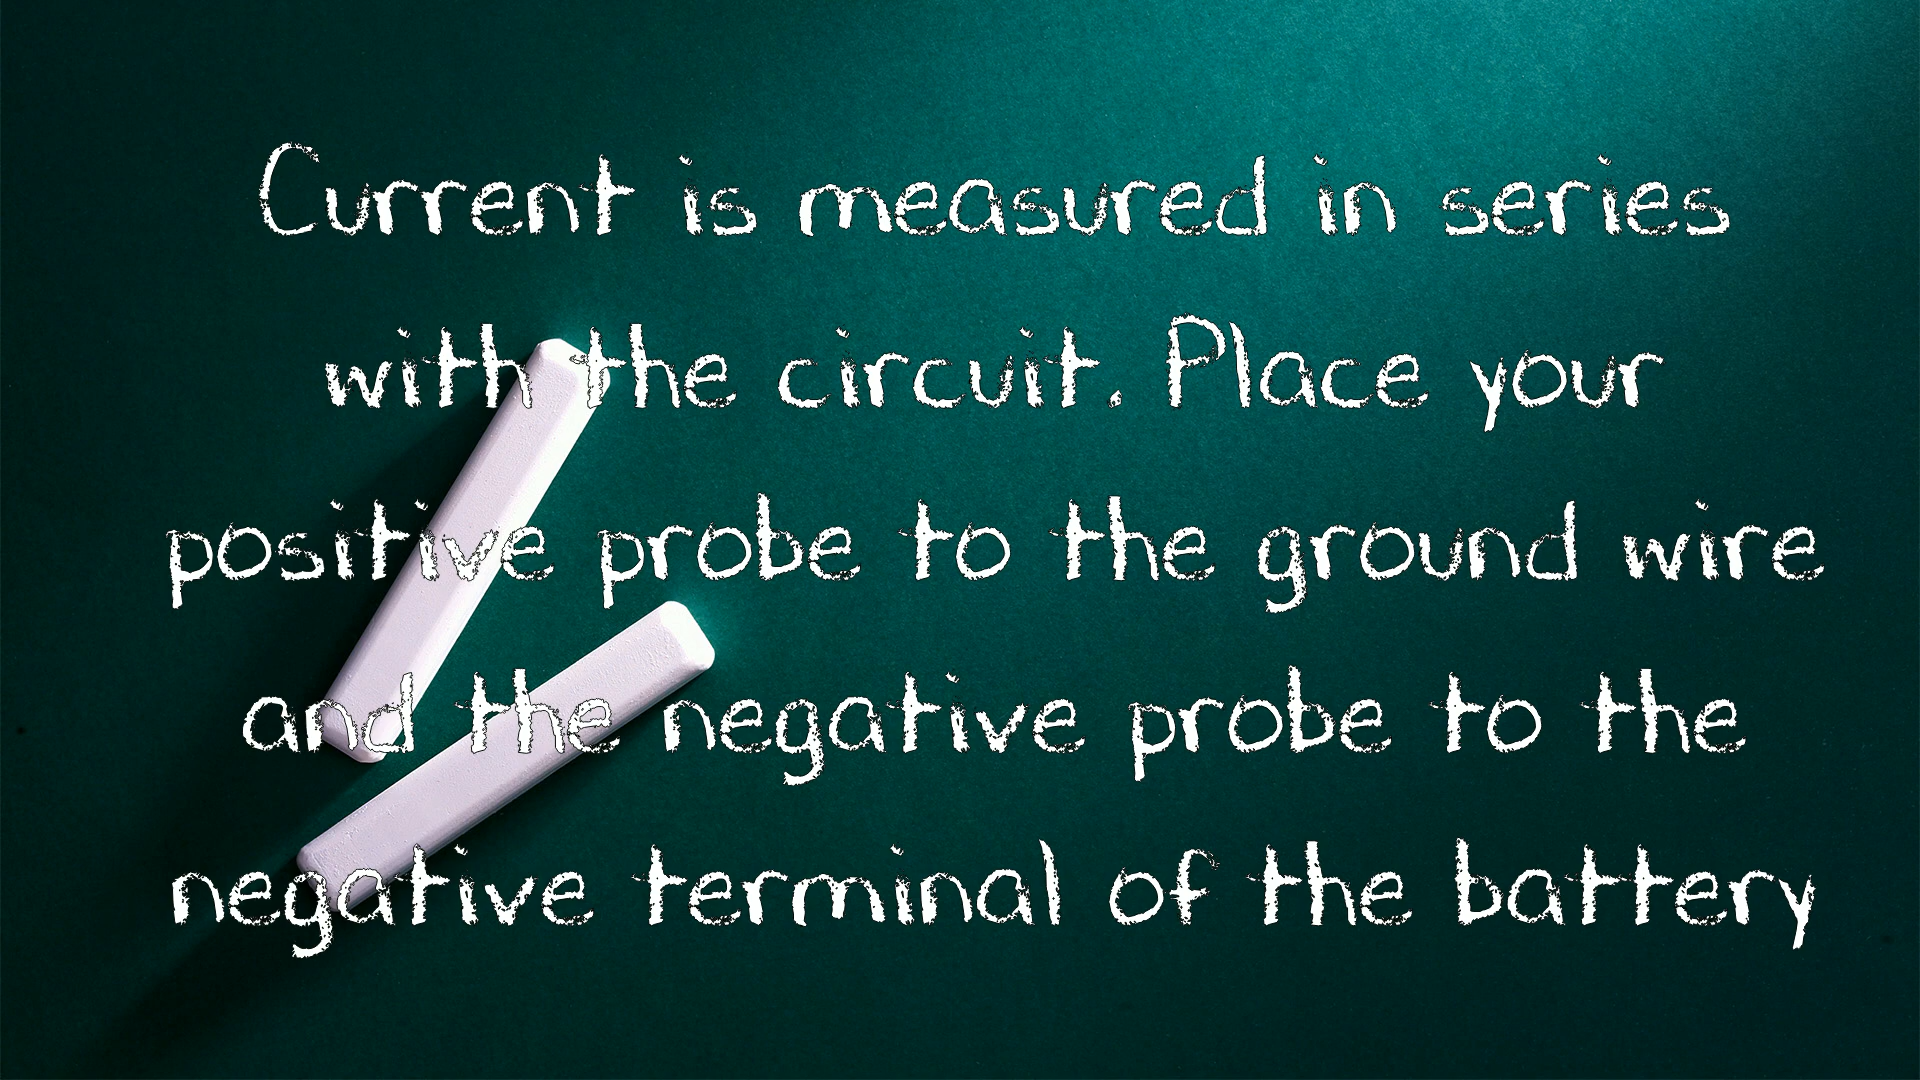 Current is measured in series
with the circuit. Place your
positive probe to the ground wire
and the negative probe to the
negative terminal of the battery